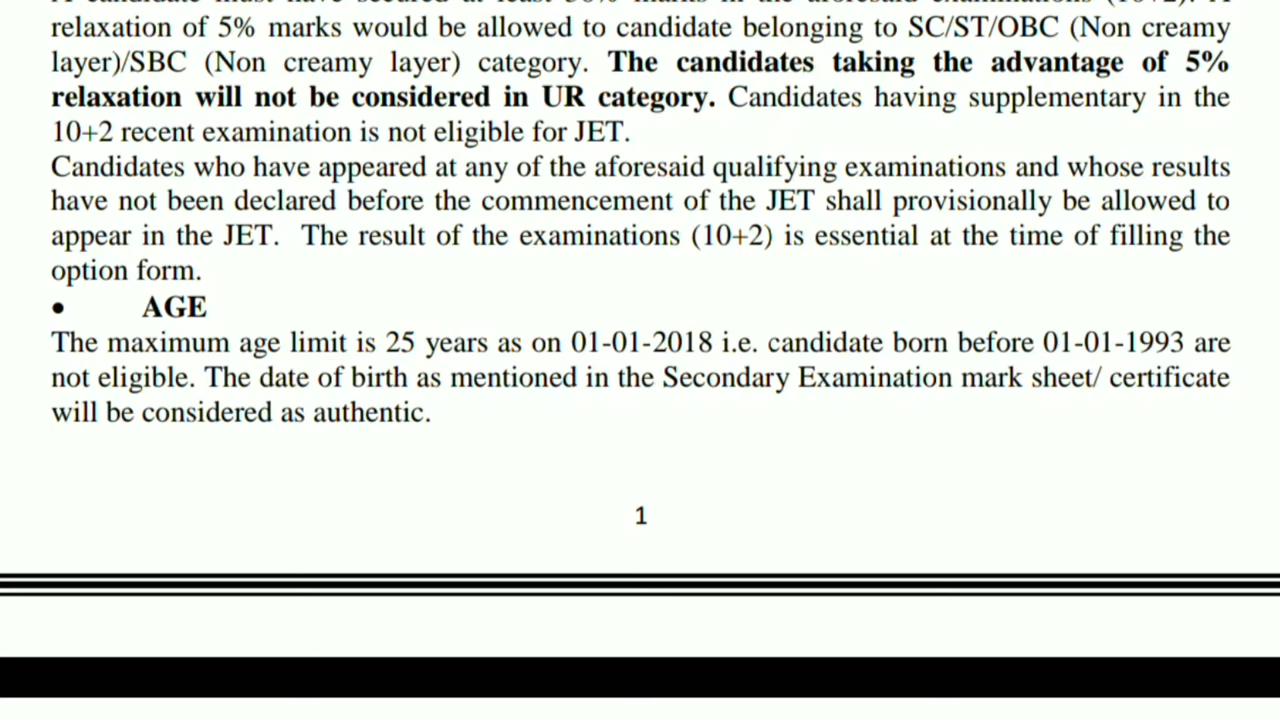 relaxation of 5% marks would be allowed to candidate belonging to SC/ST/OBC (Non creamy
layer)/SBC (Non creamy layer) category. The candidates taking the advantage of 5%
relaxation will not be considered in UR category. Candidates having supplementary in the
10+2 recent examination is not eligible for JET.
Candidates who have appeared at any of the aforesaid qualifying examinations and whose results
have not been declared before the commencement of the JET shall provisionally be allowed to
appear in the JET. The result of the examinations (10+2) is essential at the time of filling the
option form.
• AGE
The maximum age limit is 25 years as on 01-01-2018 i.e. candidate born before 01-01-1993 are
not eligible. The date of birth as mentioned in the Secondary Examination mark sheet/ certificate
will be considered as authentic.
1